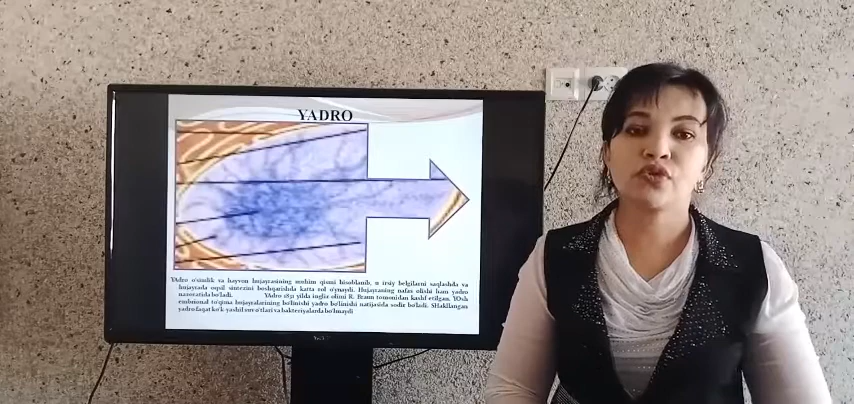 YADRO
Yadro o'simlik va hayvon hujayrasining muhim qismi hisoblanib, u irsiy belgilarni saqlashda va
hujayrada oqsil sintezini boshqarishda katta rol o'ynaydi. Hujayraning nafas olishi ham yadro
nazoratida bo'ladi. Yadro 1831 yilda ingliz olimi R. Braun tomonidan kashf etilgan. YOsh
embrional to'qima hujayralarining bo'linishi yadro bo'linishi natijasida sodir bo'ladi. SHakllangan
yadro faqat ko'k-yashil suv o'tlari va bakteriyalarda bo'lmaydi